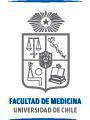 FACULTAD DE MEDICINA
UNIVERSIDAD DE CHILE